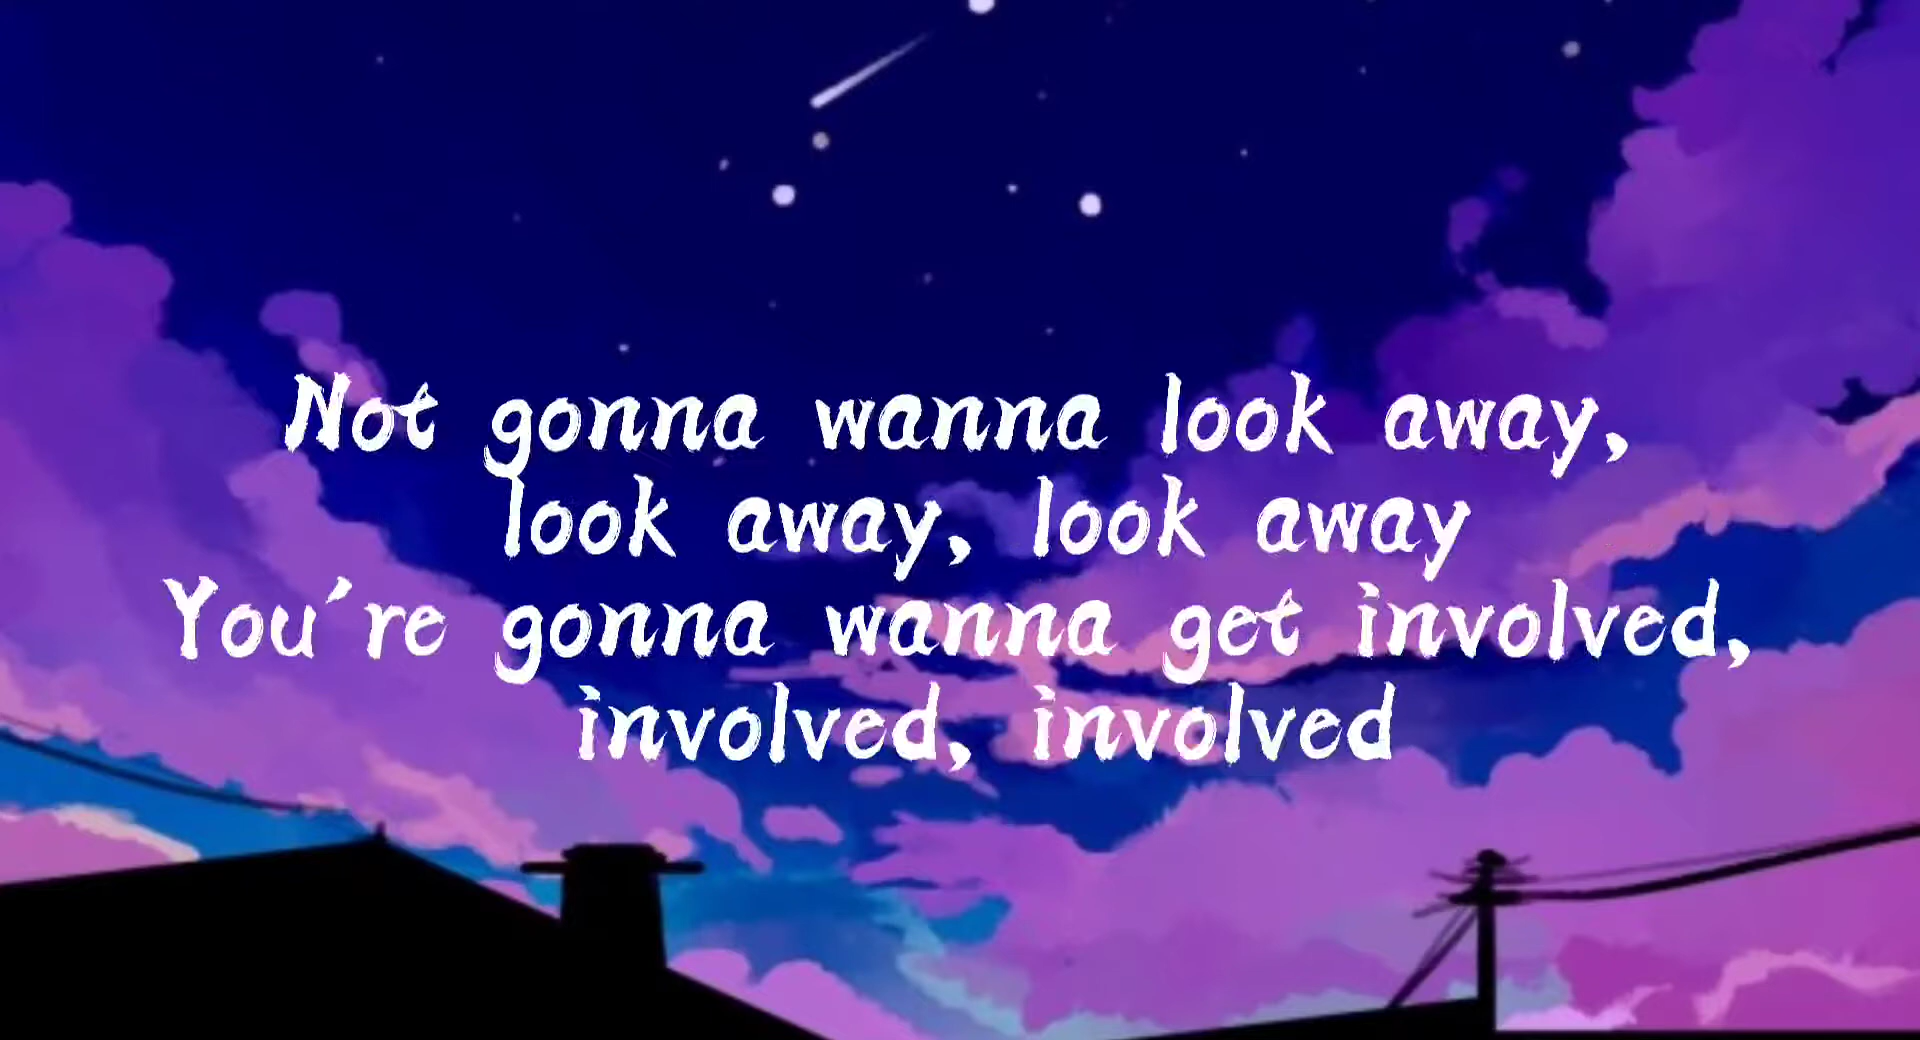 Not gonna wanna look away,
look away, look away
You're gonna wanna get involved,
involved, involved